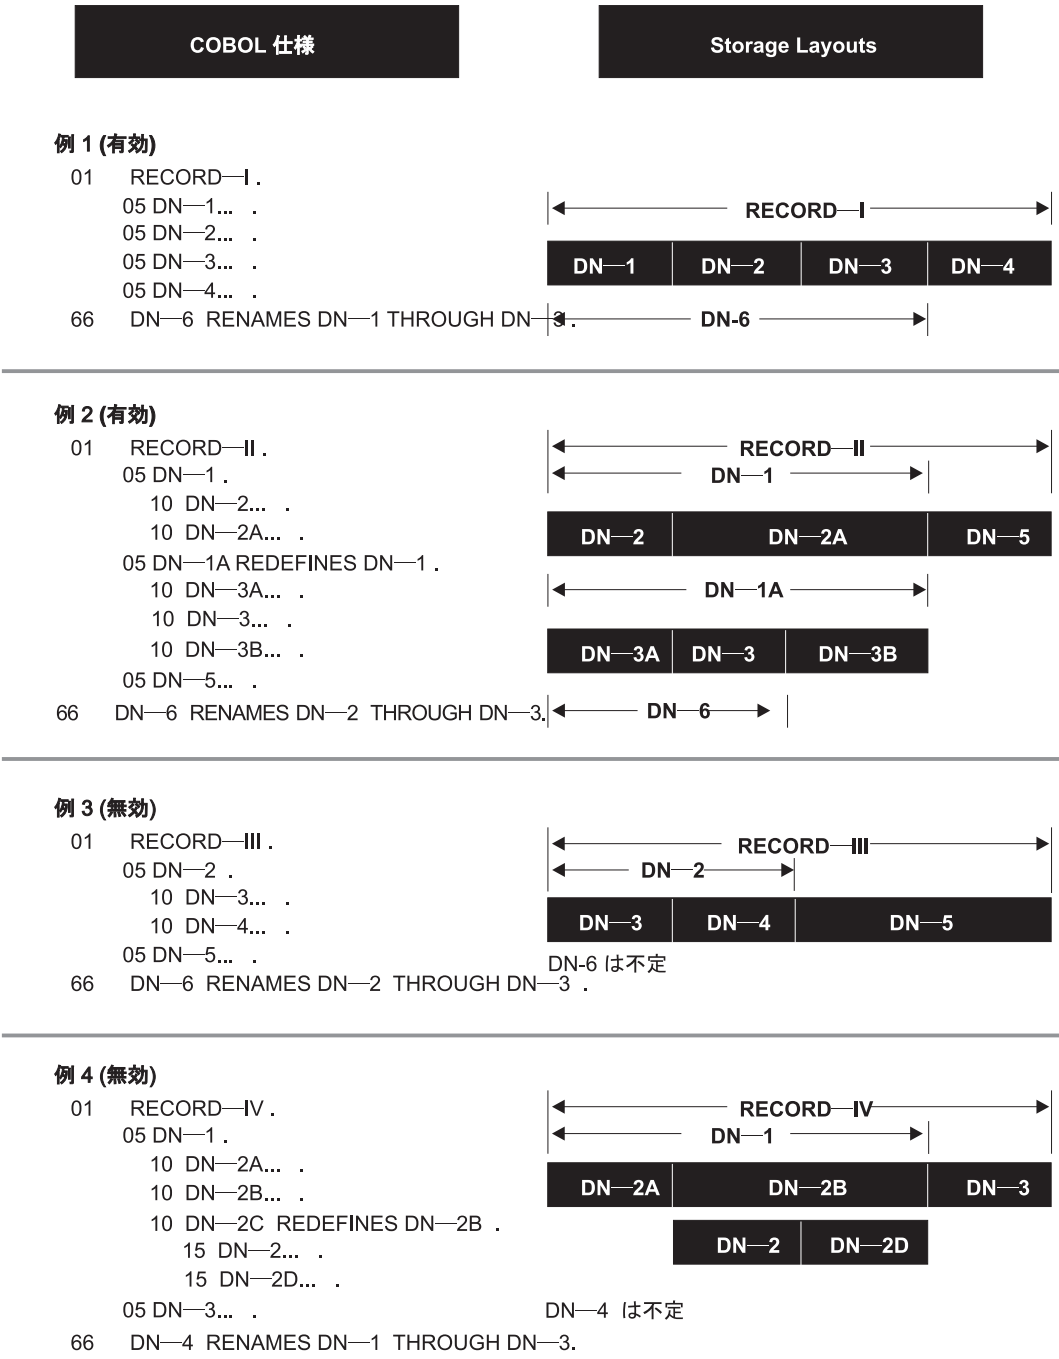 COBOL 仕様
Storage Layouts
例 1 (有効)
01 RECORD—I .
05 DN—1... .
05 DN—2... .
05 DN—3... .
05 DN—4... .
66 DN—6 RENAMES DN—1 THROUGH DN—3 .
RECORD—I
DN—1 DN—2 DN—3 DN—4
DN-6
例 2 (有効)
01 RECORD—II .
05 DN—1 .
10 DN—2... .
10 DN—2A... .
05 DN—1A REDEFINES DN—1 .
10 DN—3A... .
10 DN—3... .
10 DN—3B... .
05 DN—5... .
66 DN—6 RENAMES DN—2 THROUGH DN—3.
RECORD—II
DN—1
DN—2 DN—2A DN—5
DN—1A
DN—3A DN—3 DN—3B
DN—6
例 3 (無効)
01 RECORD—III .
05 DN—2 .
10 DN—3... .
10 DN—4... .
05 DN—5... .
66 DN—6 RENAMES DN—2 THROUGH DN—3 .
RECORD—III
DN—2
DN—3 DN—4 DN—5
DN-6 は不定
例 4 (無効)
01 RECORD—IV .
05 DN—1 .
10 DN—2A... .
10 DN—2B... .
10 DN—2C REDEFINES DN—2B .
15 DN—2... .
15 DN—2D... .
05 DN—3... .
66 DN—4 RENAMES DN—1 THROUGH DN—3.
RECORD—IV
DN—1
DN—2A DN—2B DN—3
DN—2 DN—2D
DN—4 は不定